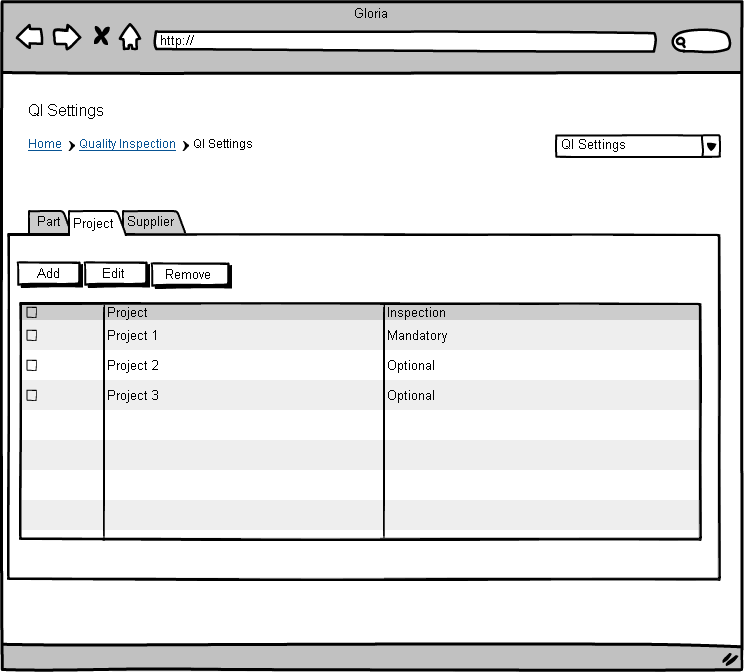 Gloria
http://
QI Settings
Home Quality Inspection QI Settings
QI Settings
Part Project Supplier
Add Edit Remove
Project Inspection
Project 1 Mandatory
Project 2 Optional
Project 3 Optional